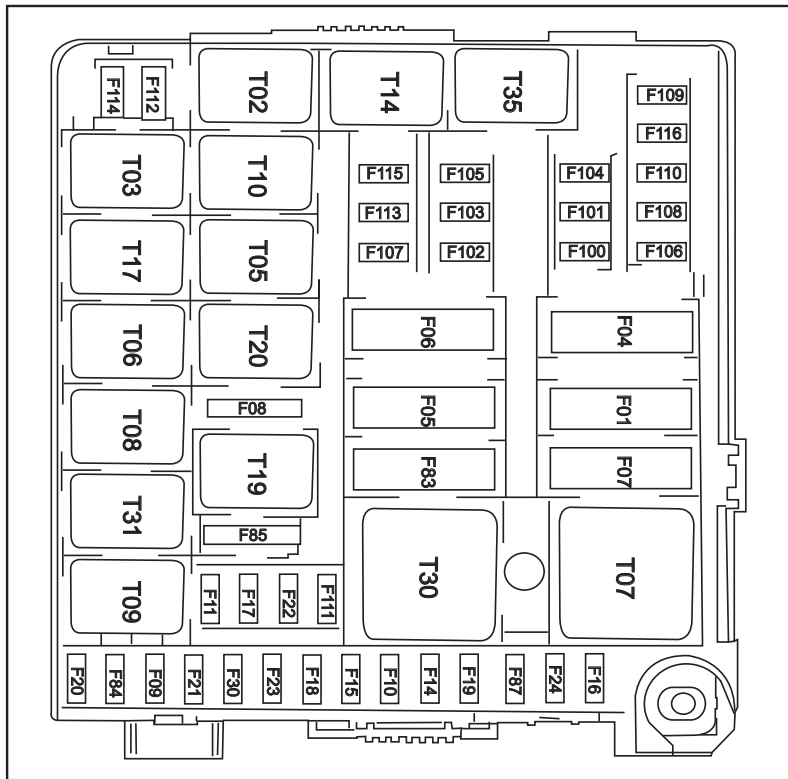 F114 F112 T02 T14 T35 F109
F116
T03 T10 F115 F105 F104 F110
F113 F103 F101 F108
F107 F102 F100 F106
T17 T05
T06 T20 F06 F04
F08 F05 F01
T08 T19 F83 F07
T31 F85
T09 F11 F17 F22 F111 T30 T07
F20 F84 F09 F21 F30 F23 F18 F15 F10 F14 F19 F87 F24 F16